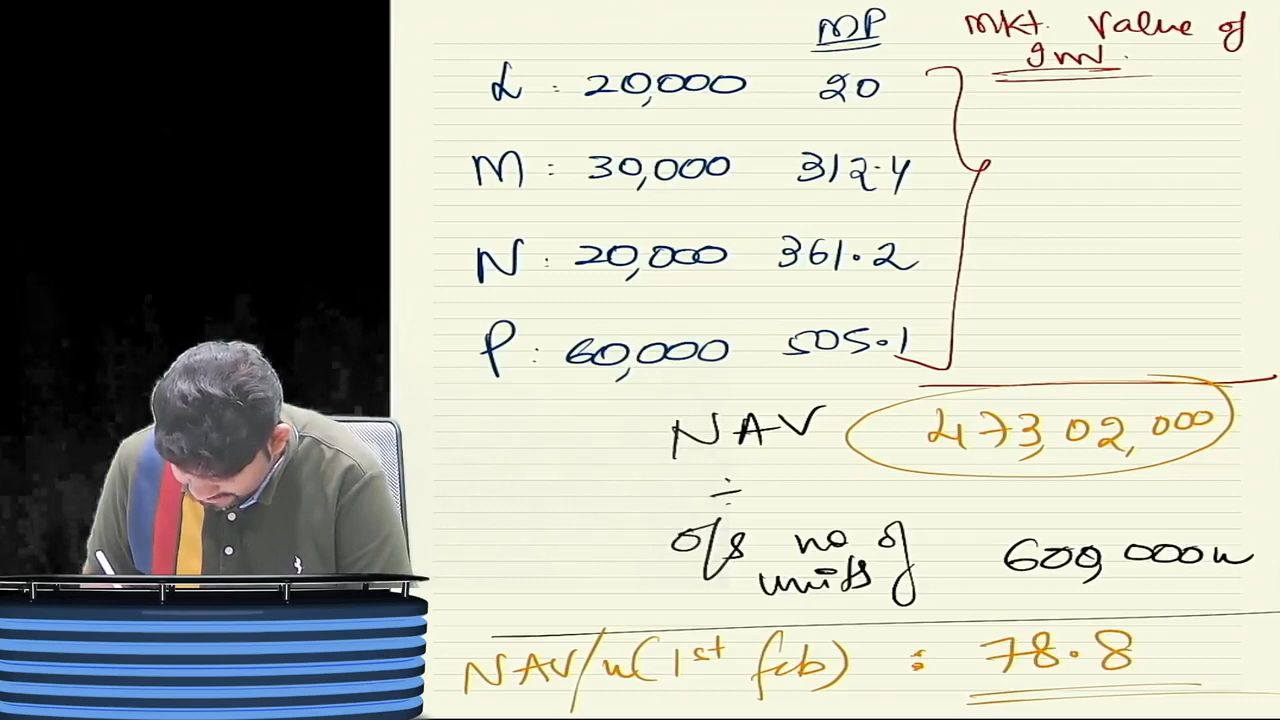 MP Mkt. Value of
Inv.
L : 20,000 20
M : 30,000 312.4
N : 20,000 361.2
P : 60,000 505.1
NAV 473,02,000
÷
o/s no of units 600,000u
NAV/u (1st feb) : 78.8